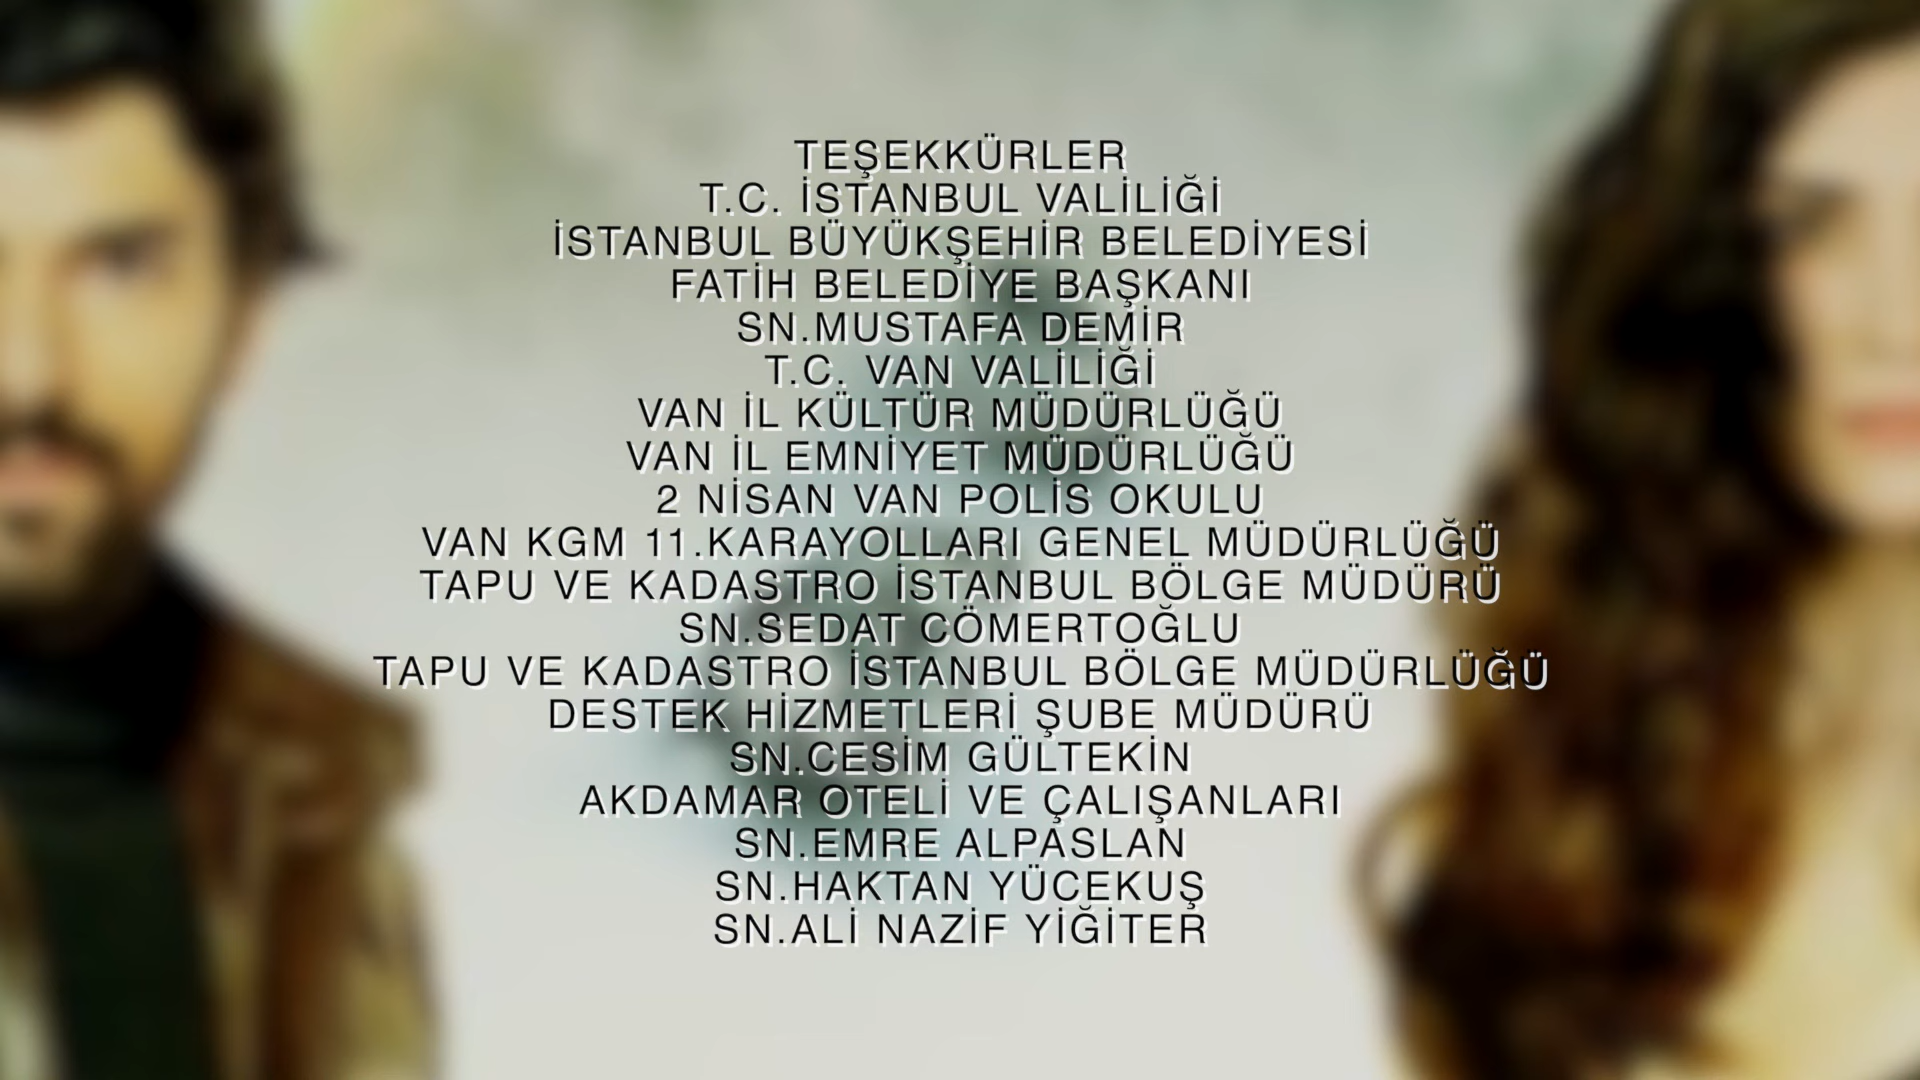 TEŞEKKÜRLER
T.C. İSTANBUL VALİLİĞİ
İSTANBUL BÜYÜKŞEHİR BELEDİYESİ
FATİH BELEDİYE BAŞKANI
SN.MUSTAFA DEMİR
T.C. VAN VALİLİĞİ
VAN İL KÜLTÜR MÜDÜRLÜĞÜ
VAN İL EMNİYET MÜDÜRLÜĞÜ
2 NİSAN VAN POLİS OKULU
VAN KGM 11.KARAYOLLARI GENEL MÜDÜRLÜĞÜ
TAPU VE KADASTRO İSTANBUL BÖLGE MÜDÜRÜ
SN.SEDAT CÖMERTOĞLU
TAPU VE KADASTRO İSTANBUL BÖLGE MÜDÜRLÜĞÜ
DESTEK HİZMETLERİ ŞUBE MÜDÜRÜ
SN.CESİM GÜLTEKİN
AKDAMAR OTELİ VE ÇALIŞANLARI
SN.EMRE ALPASLAN
SN.HAKTAN YÜCEKUŞ
SN.ALİ NAZİF YİĞİTER